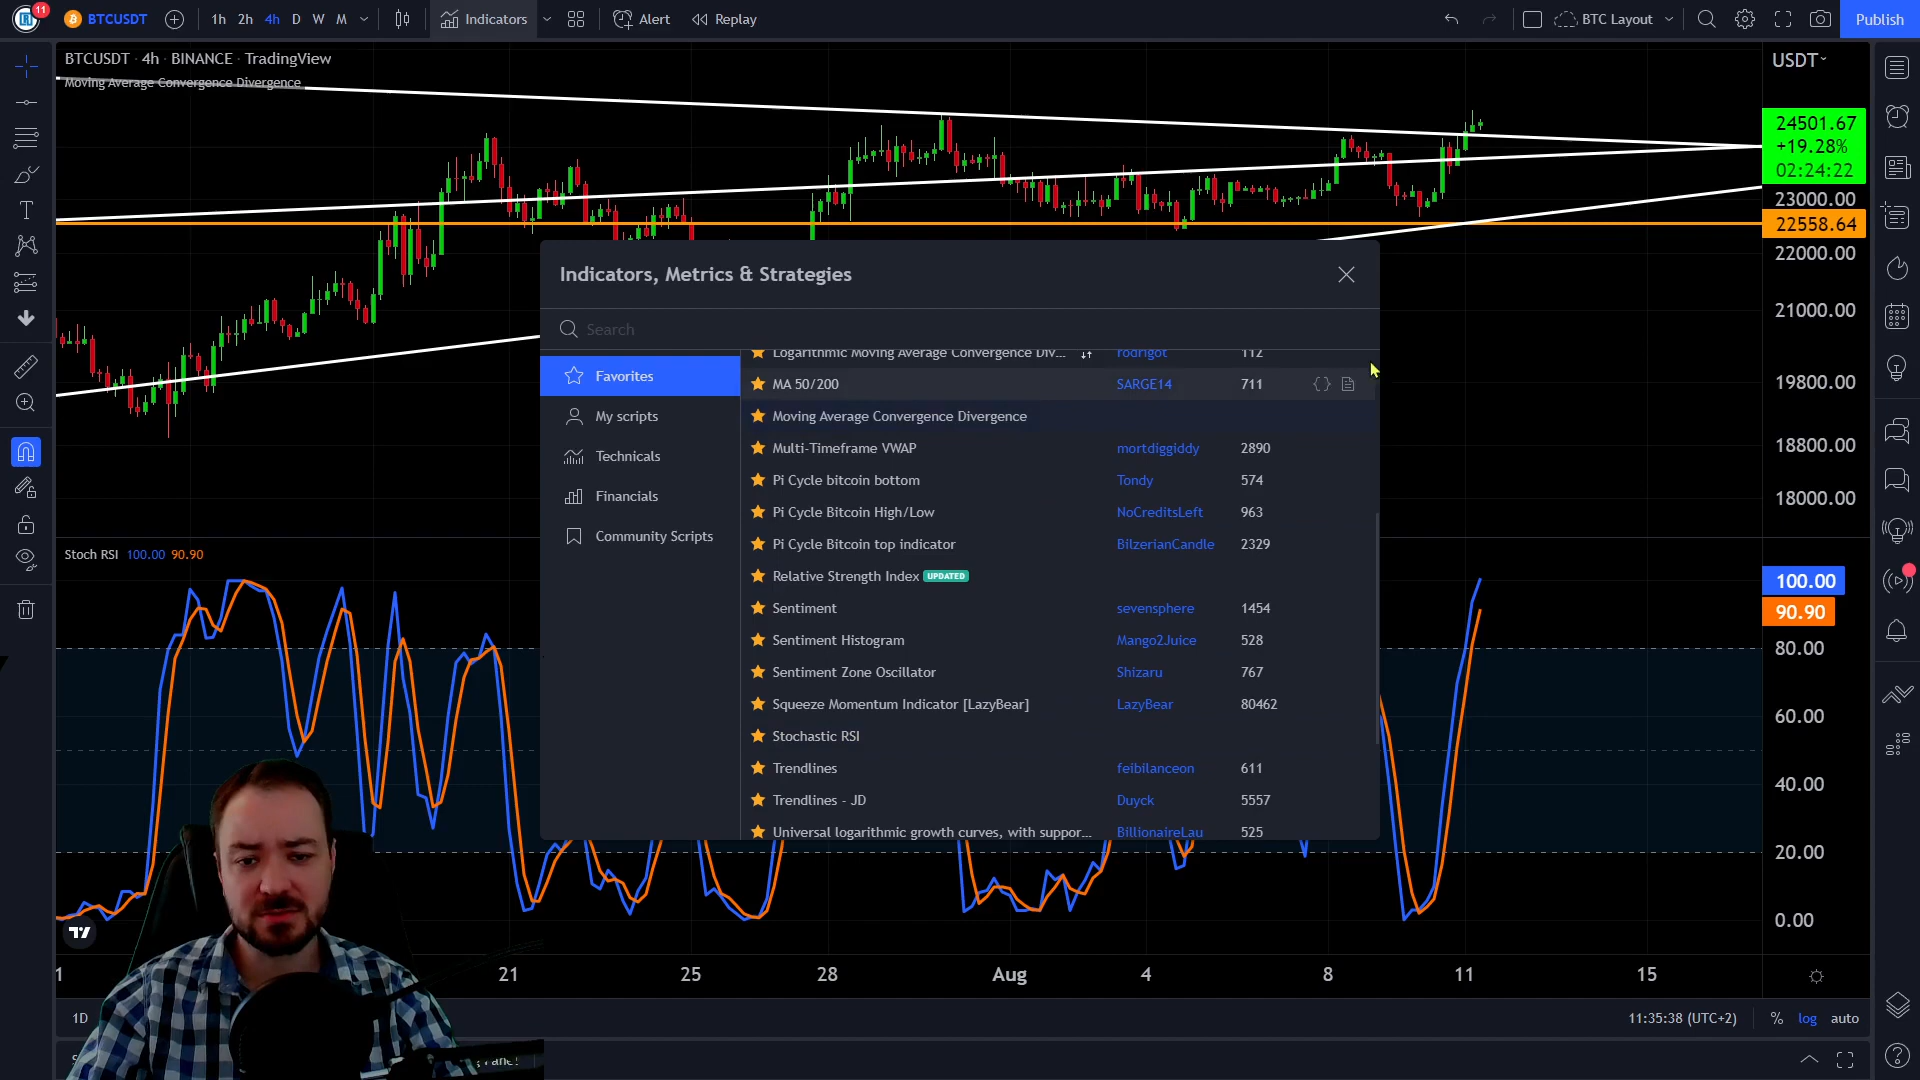 11
BTCUSDT 1h 2h 4h D W M Indicators Alert Replay BTC Layout Publish
BTCUSDT · 4h · BINANCE · TradingView
Moving Average Convergence Divergence
USDT
24501.67
+19.28%
02:24:22
23000.00
22558.64
22000.00
21000.00
19800.00
18800.00
18000.00
Indicators, Metrics & Strategies
Search
Favorites
My scripts
Technicals
Financials
Community Scripts
Logarithmic Moving Average Convergence Div... rodrigot 112
MA 50/200 SARGE14 711
Moving Average Convergence Divergence
Multi-Timeframe VWAP mortdiggiddy 2890
Pi Cycle bitcoin bottom Tondy 574
Pi Cycle Bitcoin High/Low NoCreditsLeft 963
Pi Cycle Bitcoin top indicator BilzerianCandle 2329
Relative Strength Index UPDATED
Sentiment sevensphere 1454
Sentiment Histogram Mango2Juice 528
Sentiment Zone Oscillator Shizaru 767
Squeeze Momentum Indicator [LazyBear] LazyBear 80462
Stochastic RSI
Trendlines feibilanceon 611
Trendlines - JD Duyck 5557
Universal logarithmic growth curves, with suppor... BillionaireLau 525
Stoch RSI 100.00 90.90
100.00
90.90
80.00
60.00
40.00
20.00
0.00
1 21 25 28 Aug 4 8 11 15
1D 11:35:38 (UTC+2) % log auto